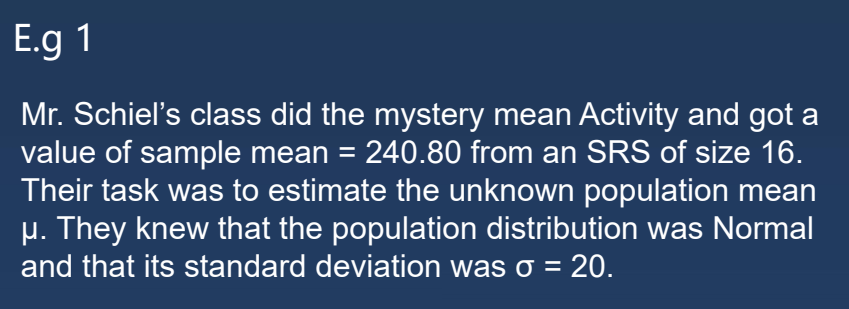 E.g 1
Mr. Schiel’s class did the mystery mean Activity and got a
value of sample mean = 240.80 from an SRS of size 16.
Their task was to estimate the unknown population mean
μ. They knew that the population distribution was Normal
and that its standard deviation was σ = 20.